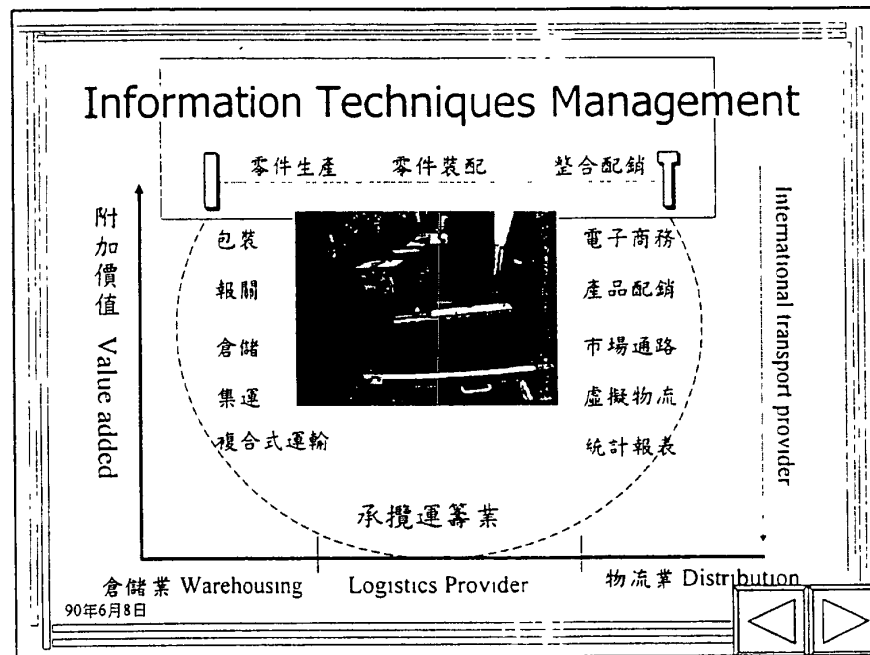 Information Techniques Management
零件生產 零件裝配 整合配銷
附加價值 Value added
包裝
報關
倉儲
集運
複合式運輸
電子商務
產品配銷
市場通路
虛擬物流
統計報表
International transport provider
承攬運籌業
倉儲業 Warehousing Logistics Provider 物流業 Distribution
90年6月8日